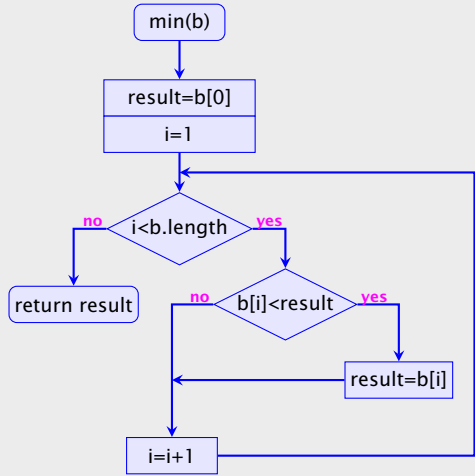 min(b)
result=b[0]
i=1
no
i<b.length
yes
return result
no
b[i]<result
yes
result=b[i]
i=i+1